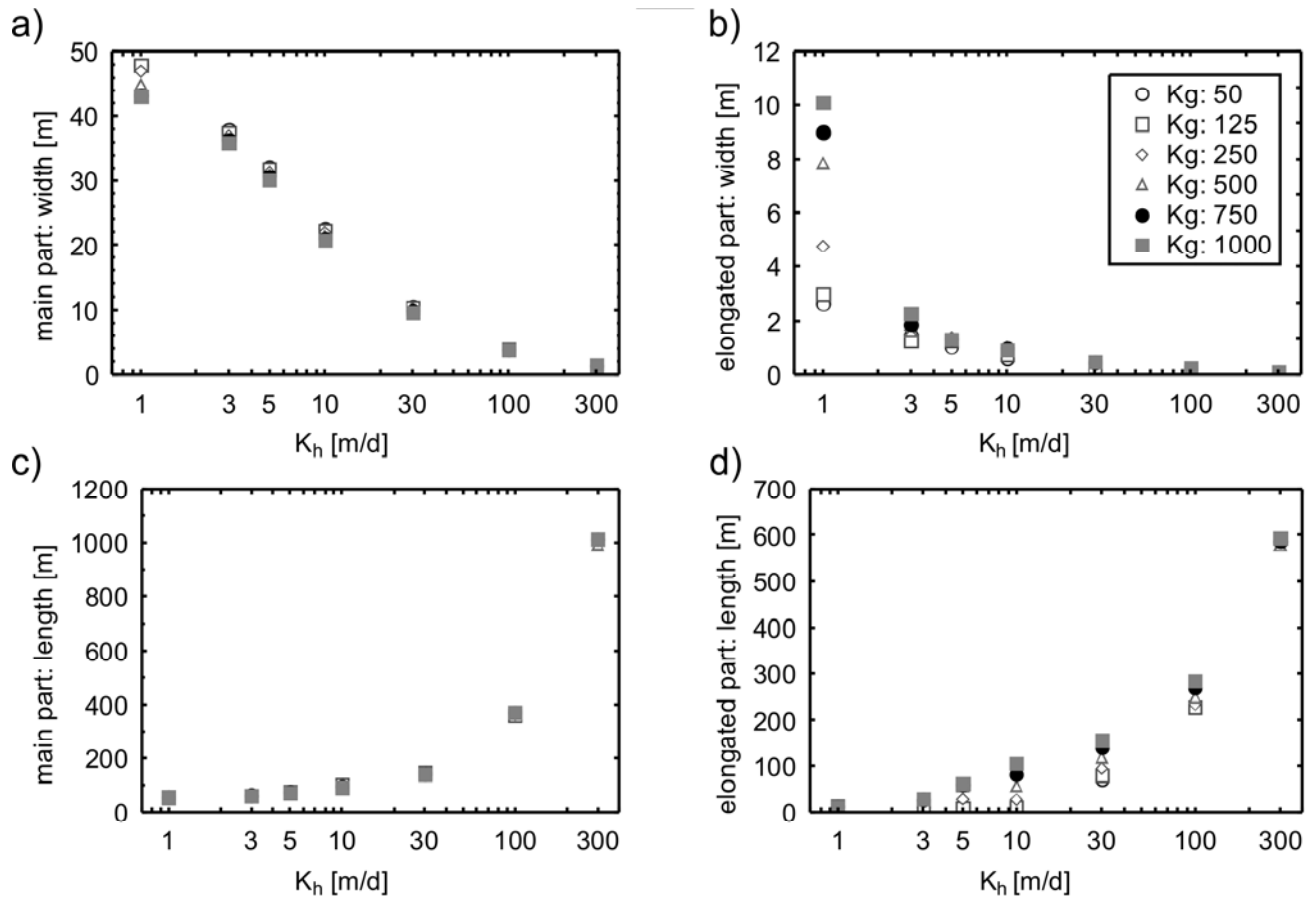 a)
50
40
30
20
10
0
main part: width [m]
1 3 5 10 30 100 300
K_h [m/d]
b)
12
10
8
6
4
2
0
elongated part: width [m]
Kg: 50
Kg: 125
Kg: 250
Kg: 500
Kg: 750
Kg: 1000
1 3 5 10 30 100 300
K_h [m/d]
c)
1200
1000
800
600
400
200
0
main part: length [m]
1 3 5 10 30 100 300
K_h [m/d]
d)
700
600
500
400
300
200
100
0
elongated part: length [m]
1 3 5 10 30 100 300
K_h [m/d]